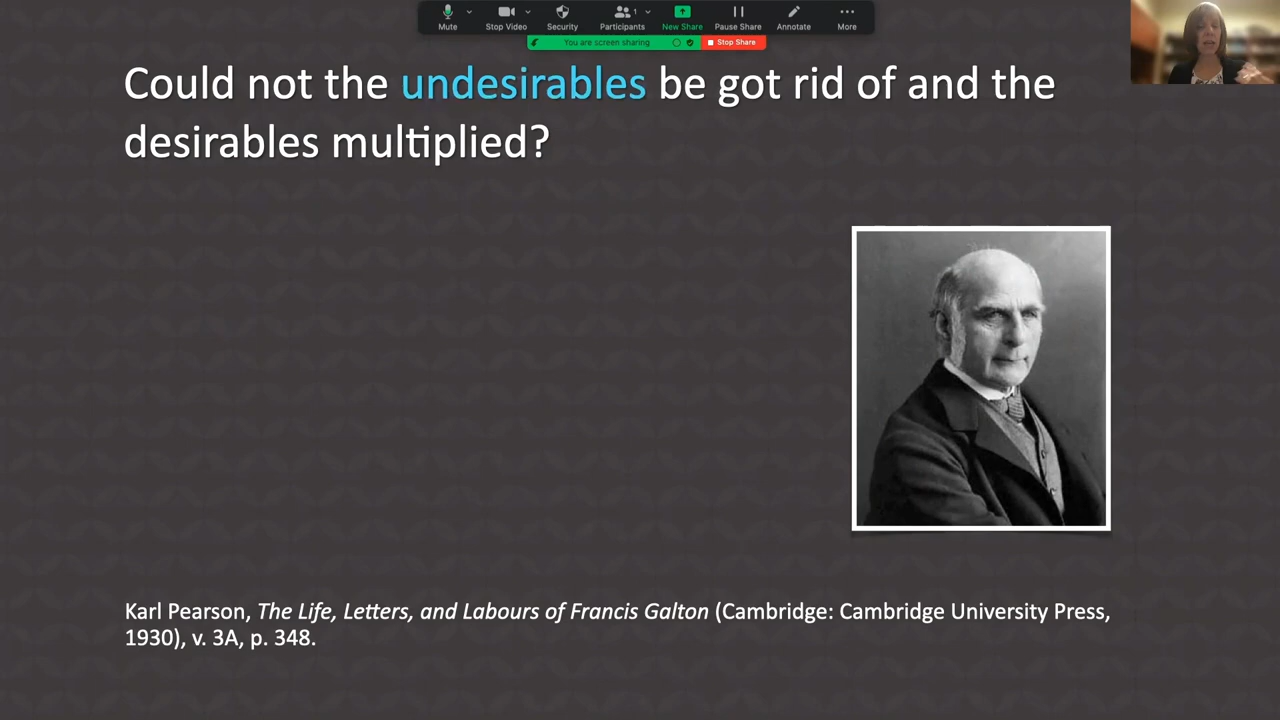 Mute
Stop Video
Security
1
Participants
New Share
Pause Share
Annotate
More
You are screen sharing
Stop Share
Could not the undesirables be got rid of and the
desirables multiplied?
Karl Pearson, The Life, Letters, and Labours of Francis Galton (Cambridge: Cambridge University Press,
1930), v. 3A, p. 348.